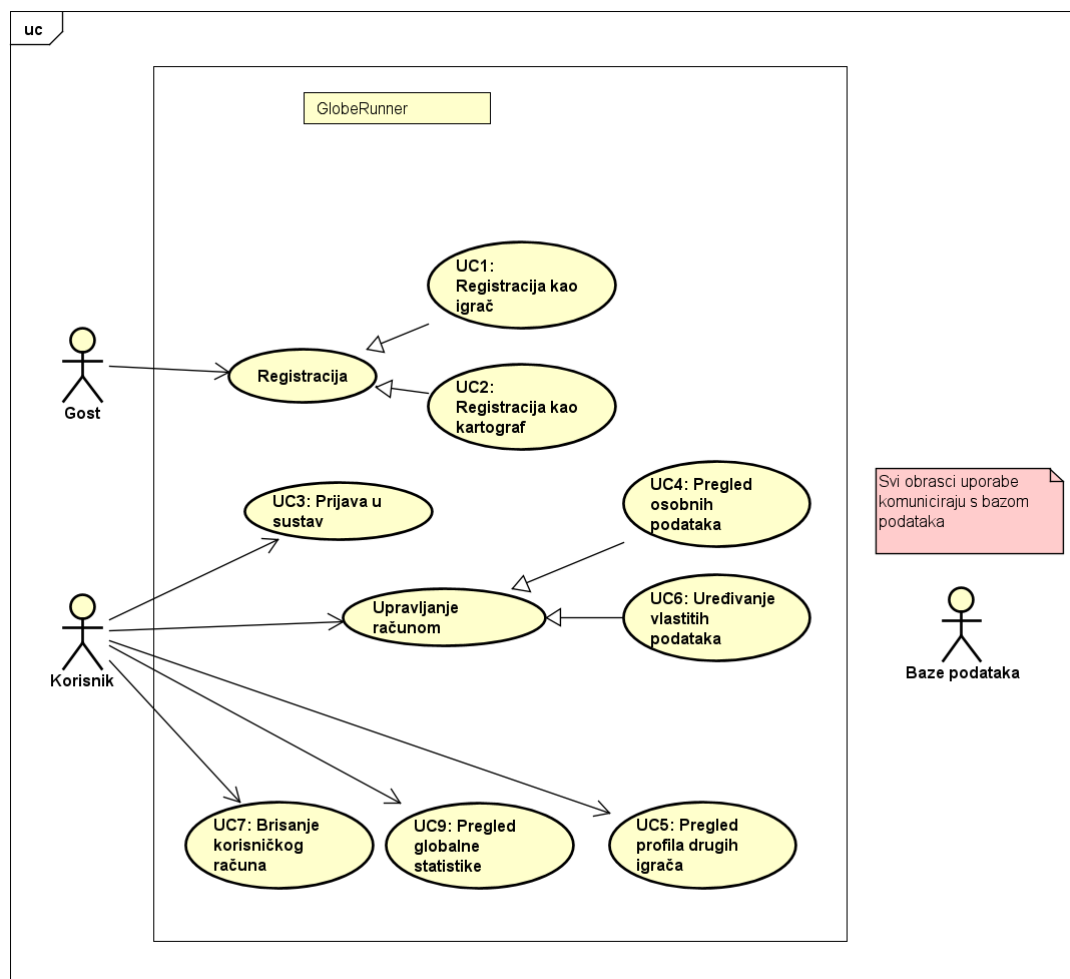 uc
GlobeRunner
UC1:
Registracija kao
igrač
Registracija
UC2:
Registracija kao
kartograf
Gost
UC3: Prijava u
sustav
UC4: Pregled
osobnih
podataka
Svi obrasci uporabe
komuniciraju s bazom
podataka
Upravljanje
računom
UC6: Uređivanje
vlastitih
podataka
Korisnik
Baze podataka
UC7: Brisanje
korisničkog
računa
UC9: Pregled
globalne
statistike
UC5: Pregled
profila drugih
igrača